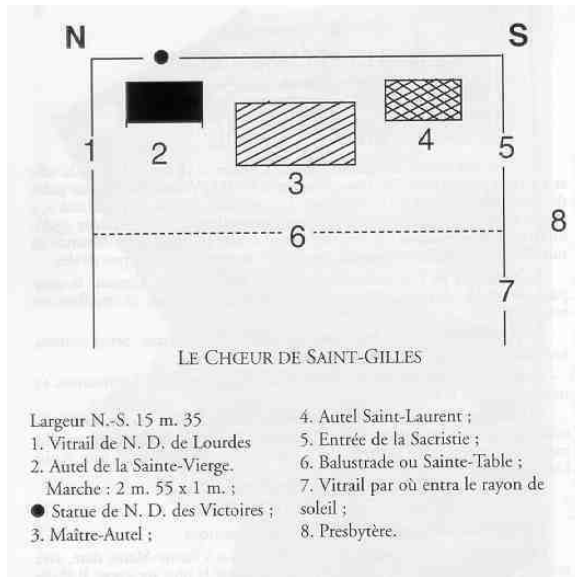 N
S
1
2
3
4
5
6
7
8
LE CHŒUR DE SAINT-GILLES
Largeur N.-S. 15 m. 35
1. Vitrail de N. D. de Lourdes
2. Autel de la Sainte-Vierge.
Marche : 2 m. 55 x 1 m. ;
● Statue de N. D. des Victoires ;
3. Maître-Autel ;
4. Autel Saint-Laurent ;
5. Entrée de la Sacristie ;
6. Balustrade ou Sainte-Table ;
7. Vitrail par où entra le rayon de
soleil ;
8. Presbytère.